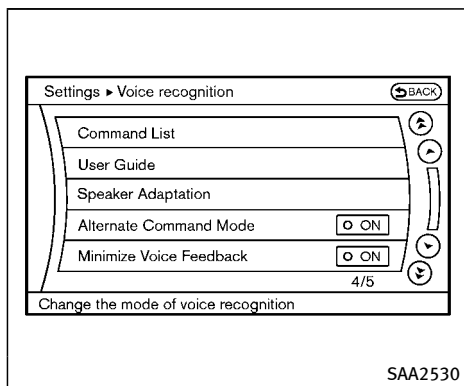 Settings ▸ Voice recognition BACK
Command List
User Guide
Speaker Adaptation
Alternate Command Mode ON
Minimize Voice Feedback ON
4/5
Change the mode of voice recognition
SAA2530